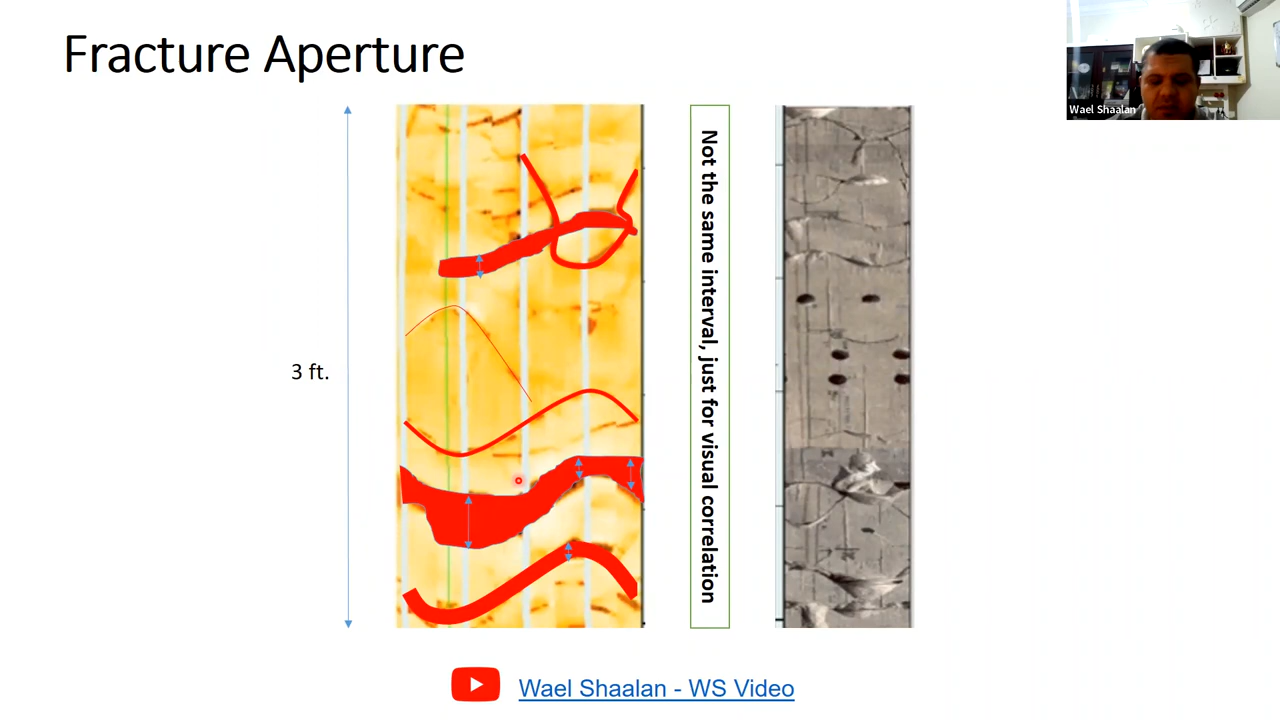 Fracture Aperture
Wael Shaalan
3 ft.
Not the same interval, just for visual correlation
Wael Shaalan - WS Video